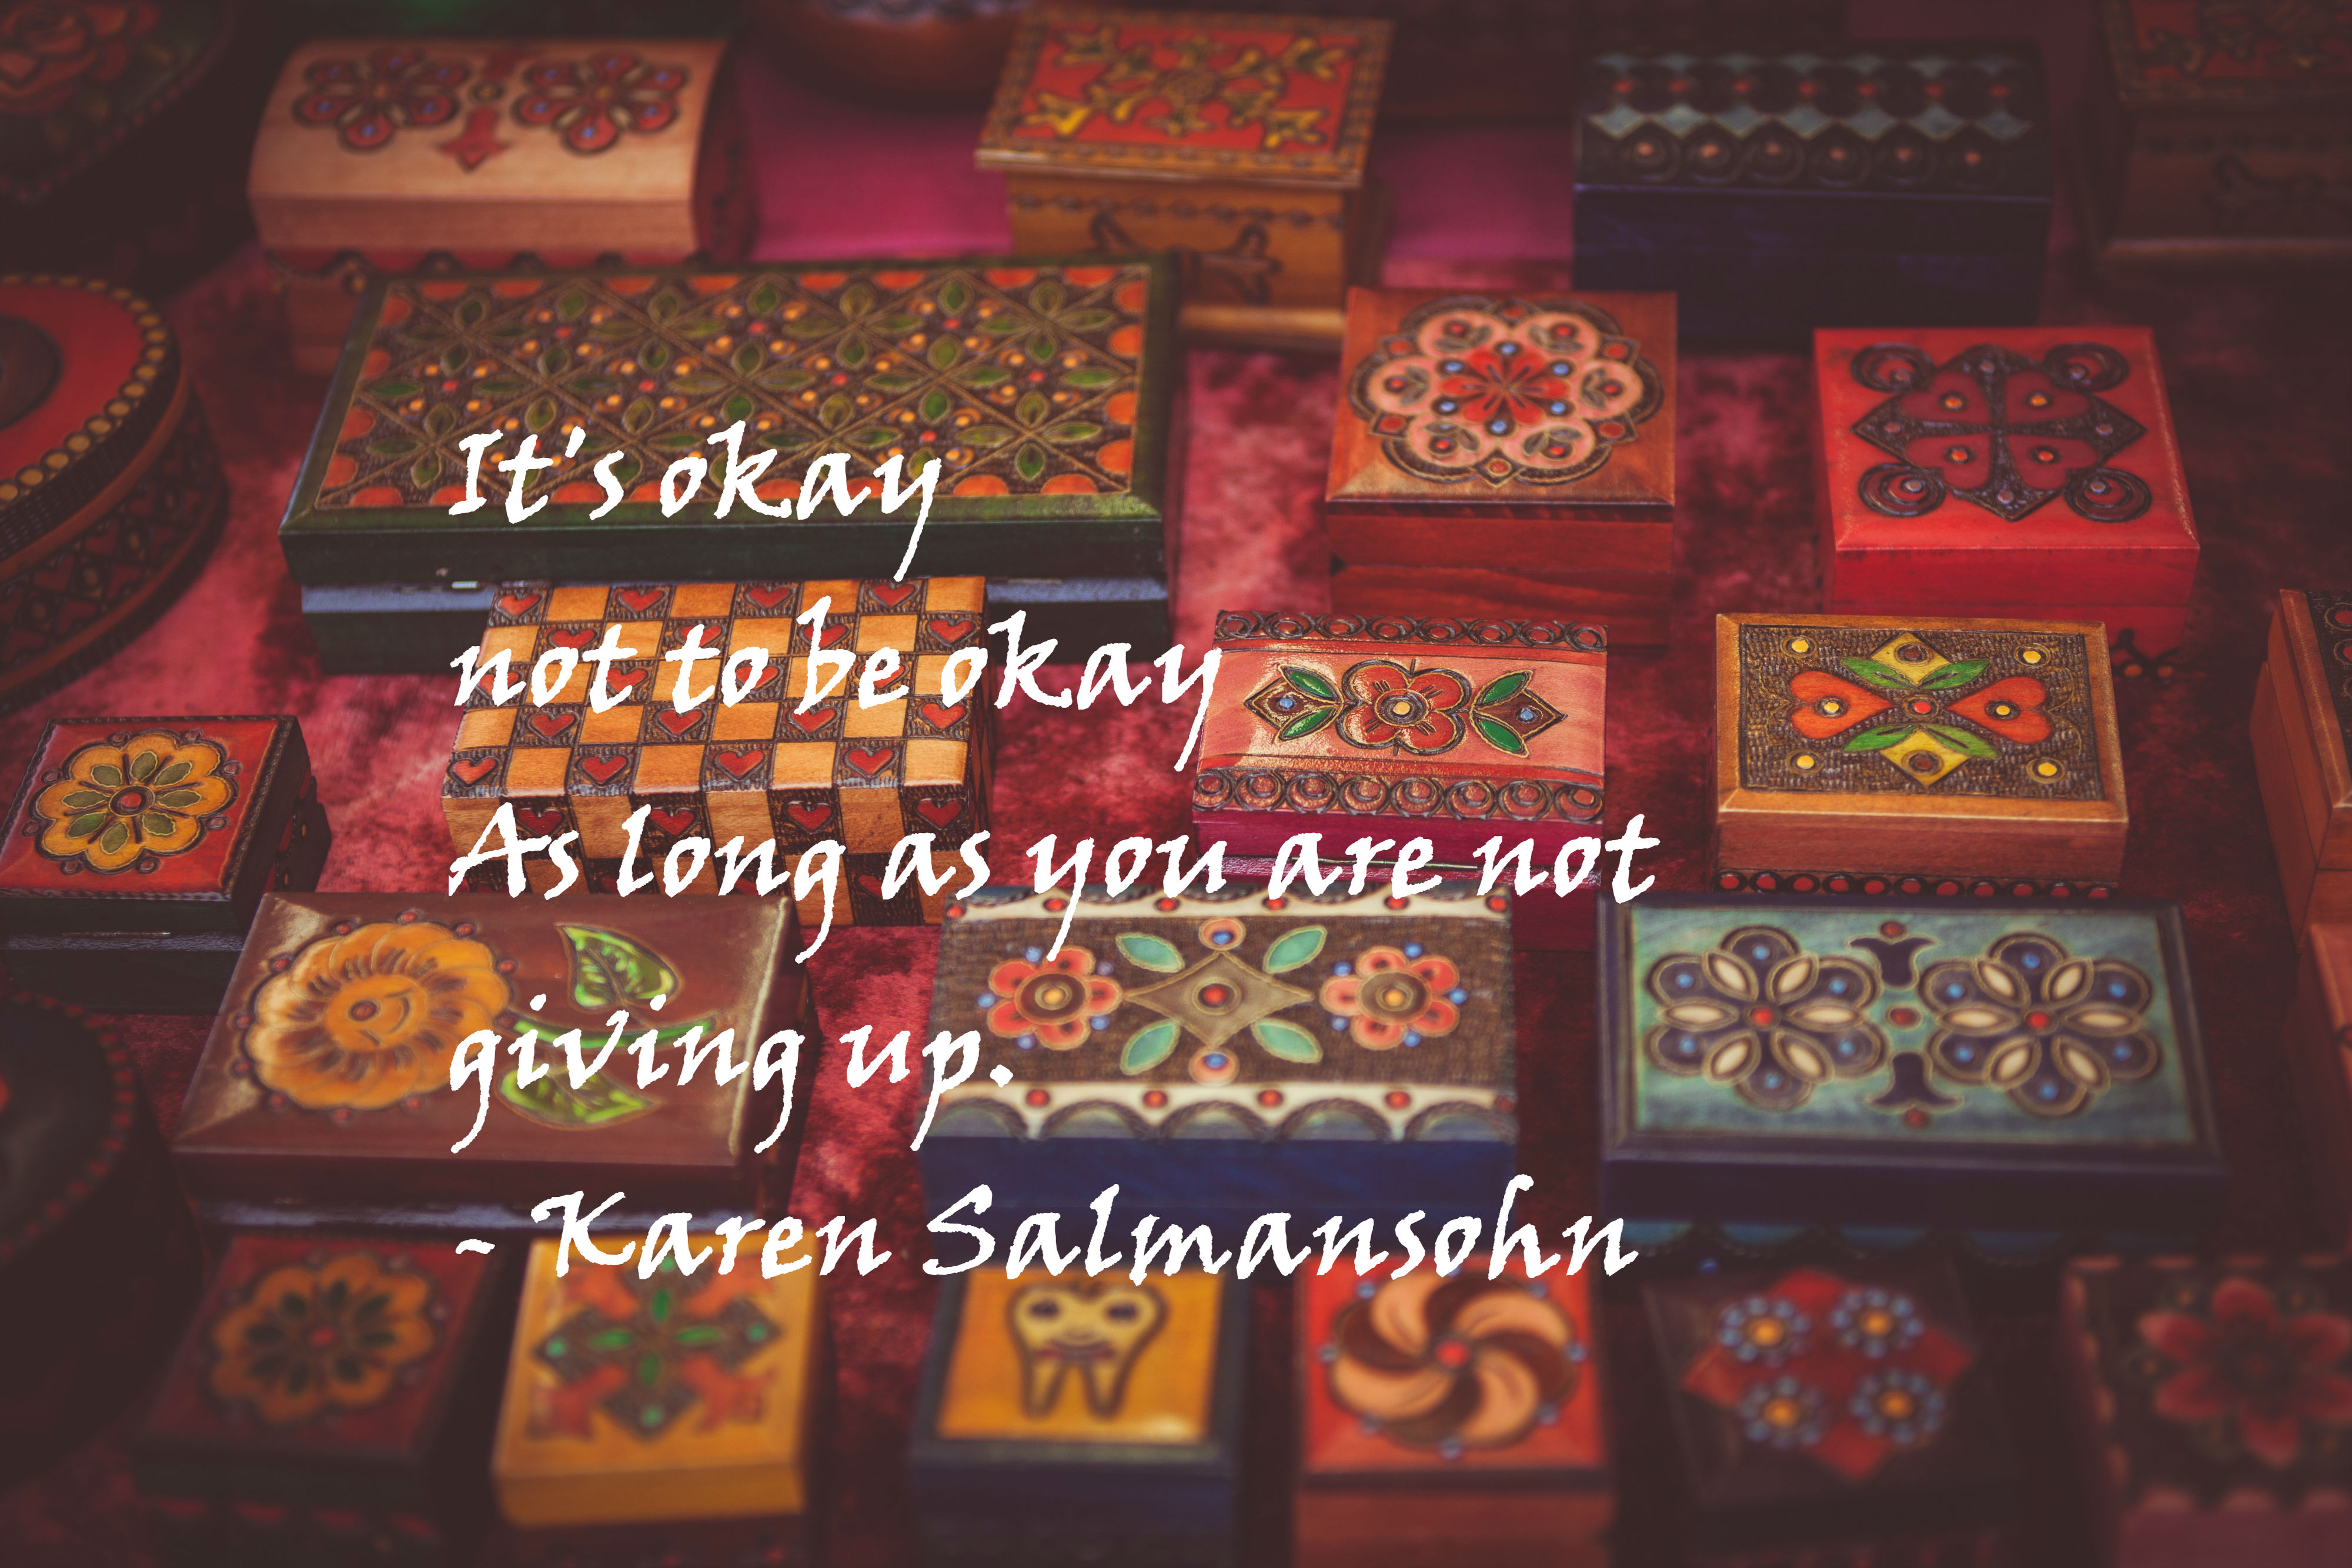 It's okay
not to be okay
As long as you are not
giving up.
~ Karen Salmansohn